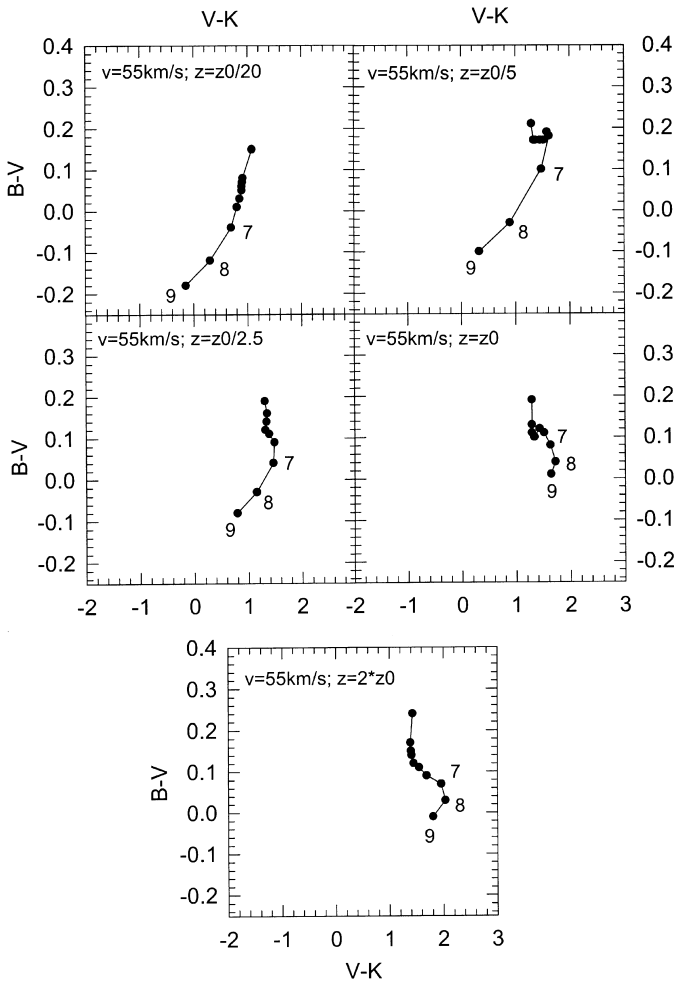 V-K V-K
0.4 0.4
v=55km/s; z=z0/20 v=55km/s; z=z0/5
0.3 0.3
0.2 0.2
B-V 0.1 7 0.1
0.0 7 8 0.0
-0.1 8 9 -0.1
-0.2 9 -0.2
v=55km/s; z=z0/2.5 v=55km/s; z=z0
0.3 0.3
0.2 0.2
B-V 0.1 7 7 0.1
0.0 8 8 0.0
-0.1 9 9 -0.1
-0.2 -0.2
-2 -1 0 1 2 -2 -1 0 1 2 3
0.4
v=55km/s; z=2*z0
0.3
0.2
B-V 0.1 7
0.0 8
-0.1 9
-0.2
-2 -1 0 1 2 3
V-K